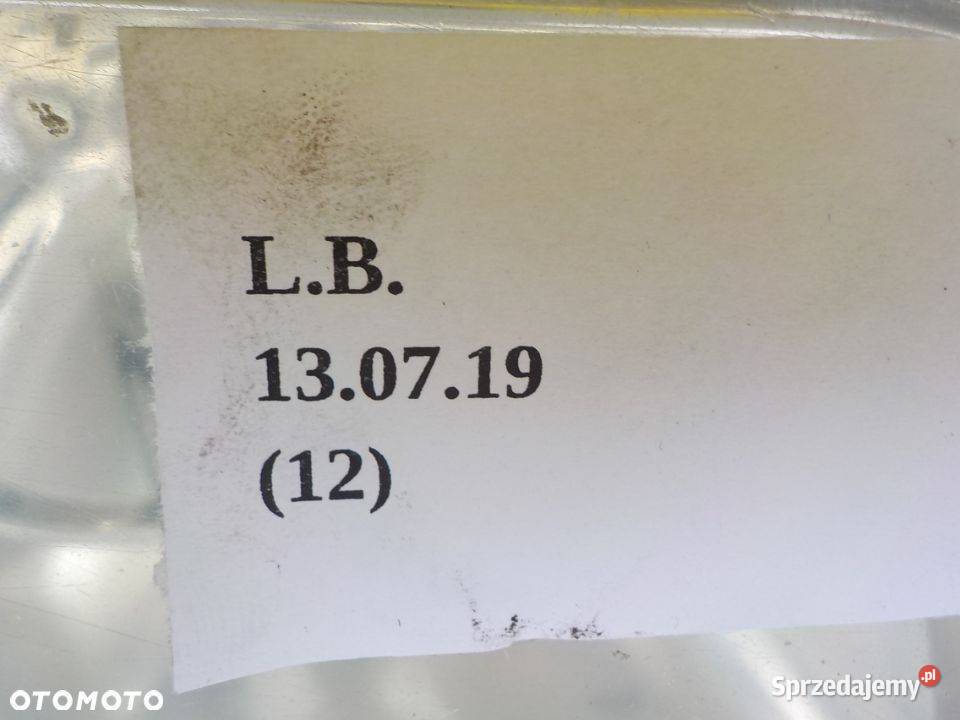 L.B.
13.07.19
(12)
OTOMOTO
Sprzedajemy.pl